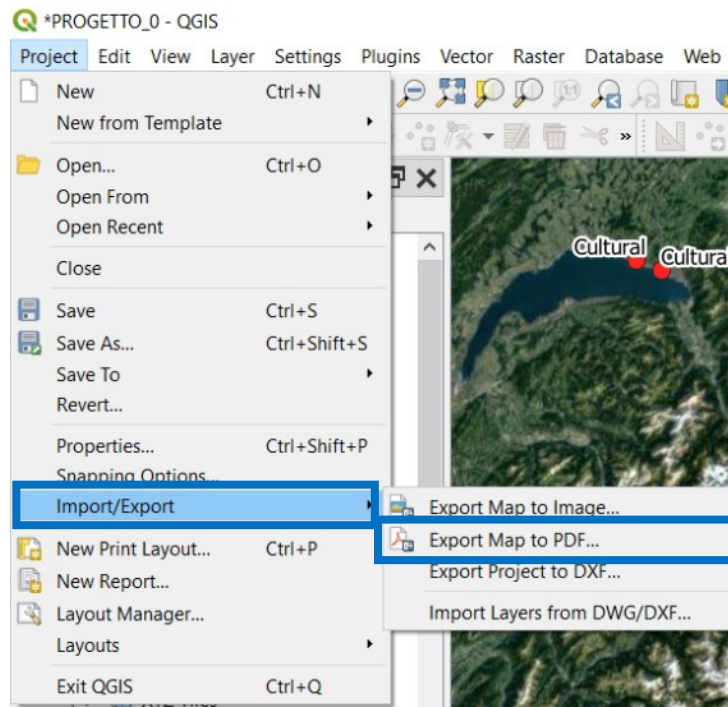 *PROGETTO_0 - QGIS
Project Edit View Layer Settings Plugins Vector Raster Database Web
New Ctrl+N
New from Template
Open... Ctrl+O
Open From
Open Recent
Close
Save Ctrl+S
Save As... Ctrl+Shift+S
Save To
Revert...
Properties... Ctrl+Shift+P
Snapping Options...
Import/Export
New Print Layout... Ctrl+P
New Report...
Layout Manager...
Layouts
Exit QGIS Ctrl+Q
Export Map to Image...
Export Map to PDF...
Export Project to DXF...
Import Layers from DWG/DXF...
1:1
Cultural Cultura